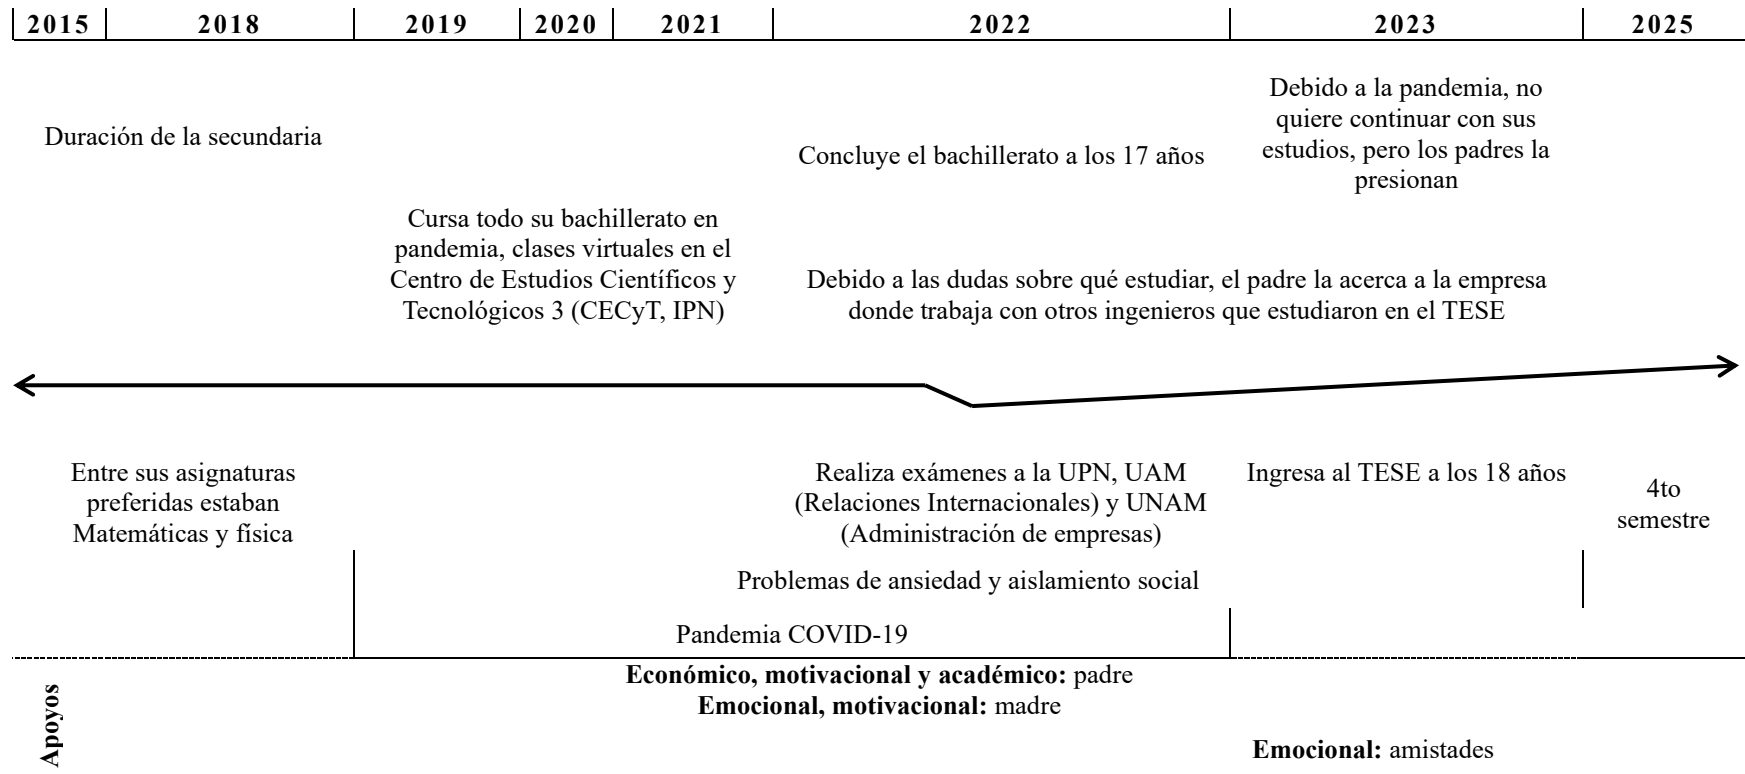 2015 2018 2019 2020 2021 2022 2023 2025
Duración de la secundaria
Cursa todo su bachillerato en
pandemia, clases virtuales en el
Centro de Estudios Científicos y
Tecnológicos 3 (CECyT, IPN)
Concluye el bachillerato a los 17 años
Debido a la pandemia, no
quiere continuar con sus
estudios, pero los padres la
presionan
Debido a las dudas sobre qué estudiar, el padre la acerca a la empresa
donde trabaja con otros ingenieros que estudiaron en el TESE
Entre sus asignaturas
preferidas estaban
Matemáticas y física
Realiza exámenes a la UPN, UAM
(Relaciones Internacionales) y UNAM
(Administración de empresas)
Ingresa al TESE a los 18 años
4to
semestre
Problemas de ansiedad y aislamiento social
Pandemia COVID-19
Apoyos
Económico, motivacional y académico: padre
Emocional, motivacional: madre
Emocional: amistades